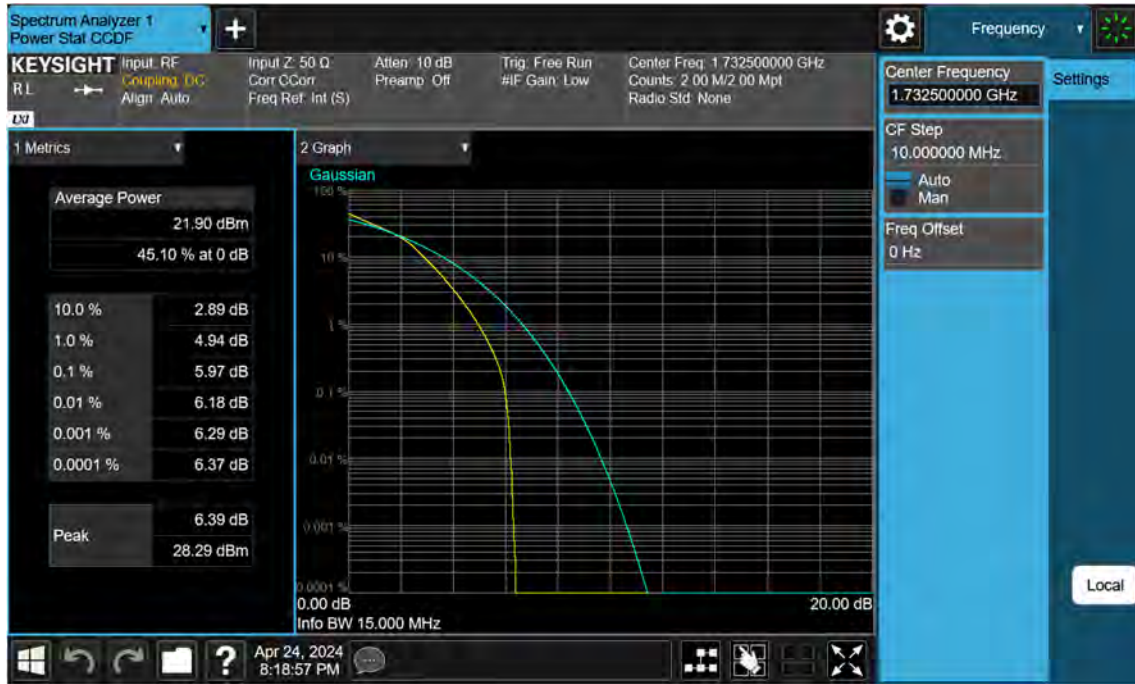 Spectrum Analyzer 1
Power Stat CCDF
Frequency
KEYSIGHT
RL
LXI
Input: RF
Coupling: DC
Align: Auto
Input Z: 50 Ω
Corr CCorr
Freq Ref: Int (S)
Atten: 10 dB
Preamp: Off
Trig: Free Run
#IF Gain: Low
Center Freq: 1.732500000 GHz
Counts: 2.00 M/2.00 Mpt
Radio Std: None
Center Frequency
1.732500000 GHz
Settings
CF Step
10.000000 MHz
Auto
Man
Freq Offset
0 Hz
Local
1 Metrics
Average Power
21.90 dBm
45.10 % at 0 dB
10.0 % 2.89 dB
1.0 % 4.94 dB
0.1 % 5.97 dB
0.01 % 6.18 dB
0.001 % 6.29 dB
0.0001 % 6.37 dB
Peak
6.39 dB
28.29 dBm
2 Graph
Gaussian
100 %
10 %
1 %
0.1 %
0.01 %
0.001 %
0.0001 %
0.00 dB 20.00 dB
Info BW 15.000 MHz
?
Apr 24, 2024
8:18:57 PM